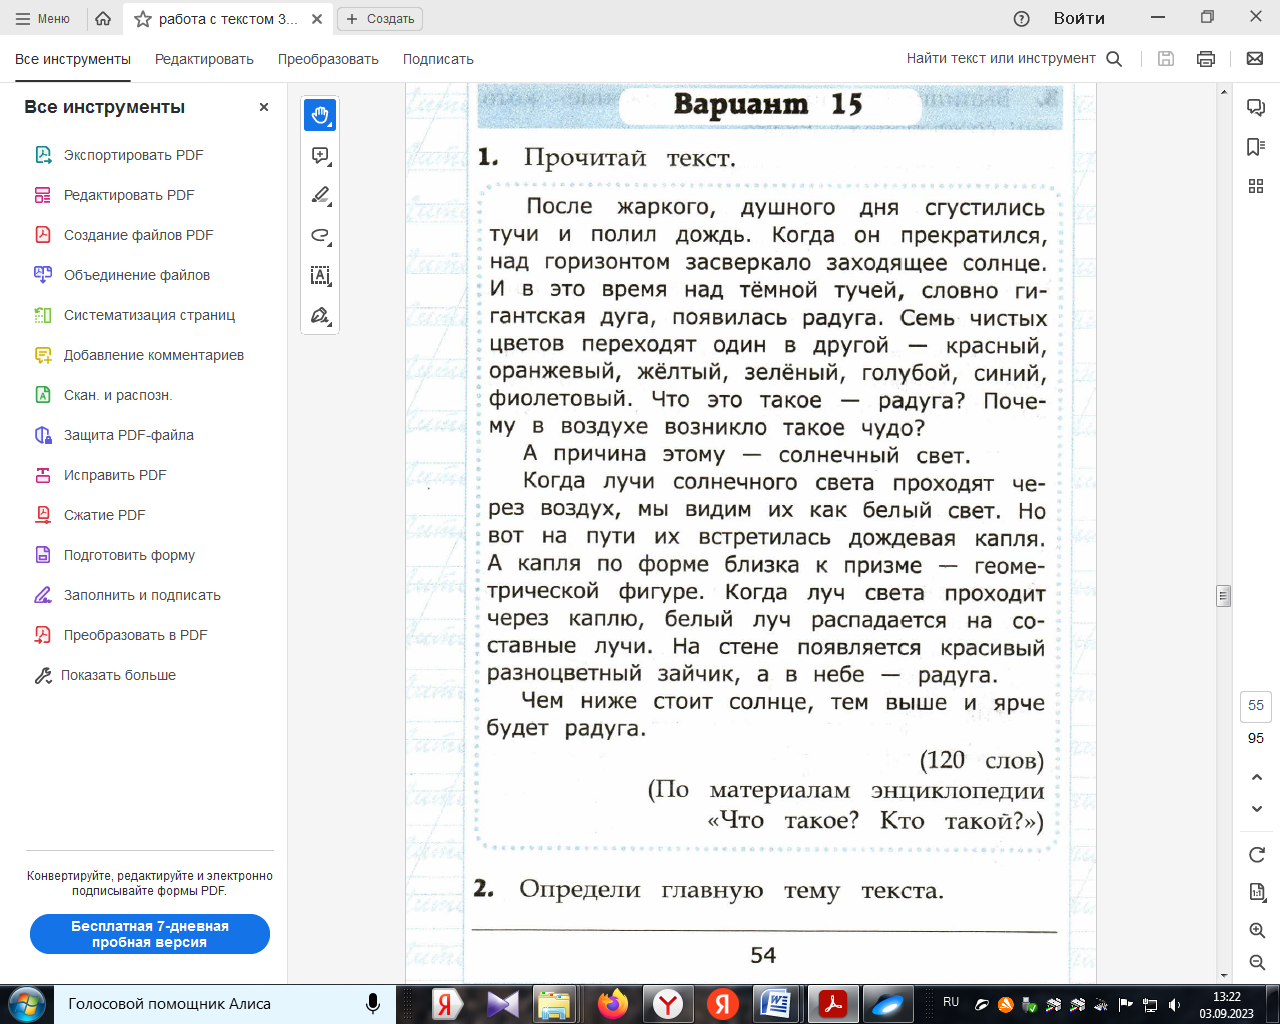 Меню
работа с текстом 3...
Создать
Войти
Все инструменты
Редактировать
Преобразовать
Подписать
Найти текст или инструмент
Все инструменты
Экспортировать PDF
Редактировать PDF
Создание файлов PDF
Объединение файлов
Систематизация страниц
Добавление комментариев
Скан. и распозн.
Защита PDF-файла
Исправить PDF
Сжатие PDF
Подготовить форму
Заполнить и подписать
Преобразовать в PDF
Показать больше
Конвертируйте, редактируйте и электронно
подписывайте формы PDF.
Бесплатная 7-дневная
пробная версия
Вариант 15
1. Прочитай текст.
После жаркого, душного дня сгустились
тучи и полил дождь. Когда он прекратился,
над горизонтом засверкало заходящее солнце.
И в это время над тёмной тучей, словно ги-
гантская дуга, появилась радуга. Семь чистых
цветов переходят один в другой — красный,
оранжевый, жёлтый, зелёный, голубой, синий,
фиолетовый. Что это такое — радуга? Поче-
му в воздухе возникло такое чудо?
А причина этому — солнечный свет.
Когда лучи солнечного света проходят че-
рез воздух, мы видим их как белый свет. Но
вот на пути их встретилась дождевая капля.
А капля по форме близка к призме — геоме-
трической фигуре. Когда луч света проходит
через каплю, белый луч распадается на со-
ставные лучи. На стене появляется красивый
разноцветный зайчик, а в небе — радуга.
Чем ниже стоит солнце, тем выше и ярче
будет радуга.
(120 слов)
(По материалам энциклопедии
«Что такое? Кто такой?»)
2. Определи главную тему текста.
54
55
95
1:1
Голосовой помощник Алиса
RU
13:22
03.09.2023